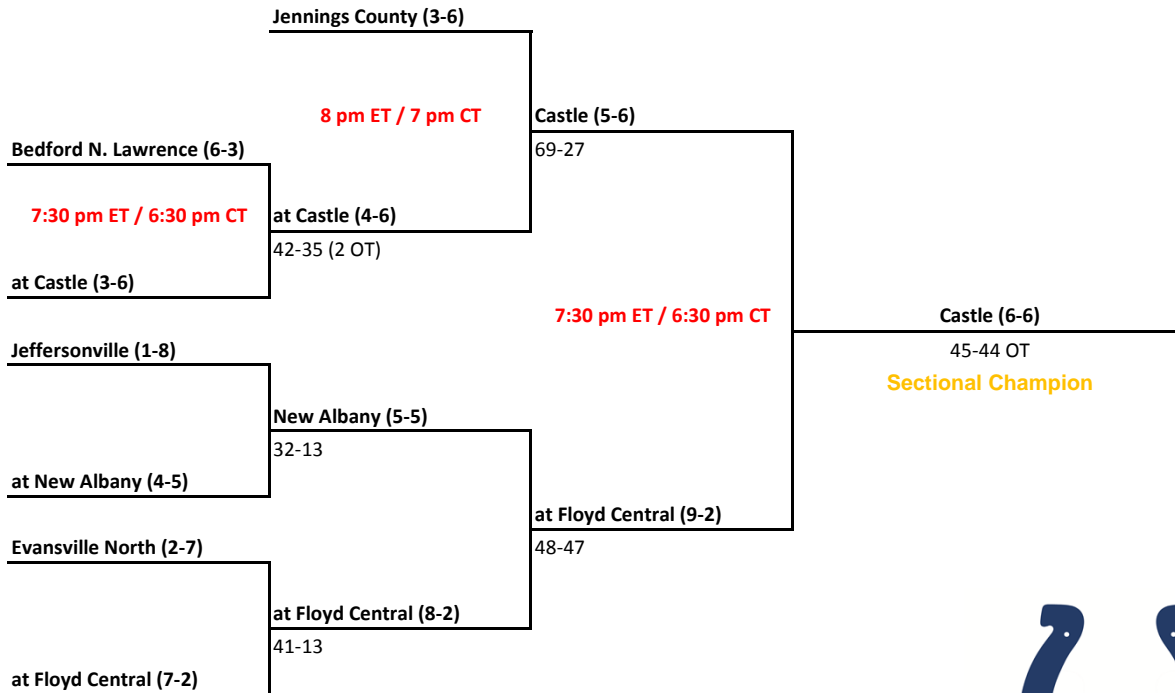 Jennings County (3-6)
8 pm ET / 7 pm CT
Castle (5-6)
Bedford N. Lawrence (6-3)
69-27
7:30 pm ET / 6:30 pm CT
at Castle (4-6)
42-35 (2 OT)
at Castle (3-6)
7:30 pm ET / 6:30 pm CT
Castle (6-6)
Jeffersonville (1-8)
45-44 OT
Sectional Champion
New Albany (5-5)
32-13
at New Albany (4-5)
at Floyd Central (9-2)
Evansville North (2-7)
48-47
at Floyd Central (8-2)
41-13
at Floyd Central (7-2)